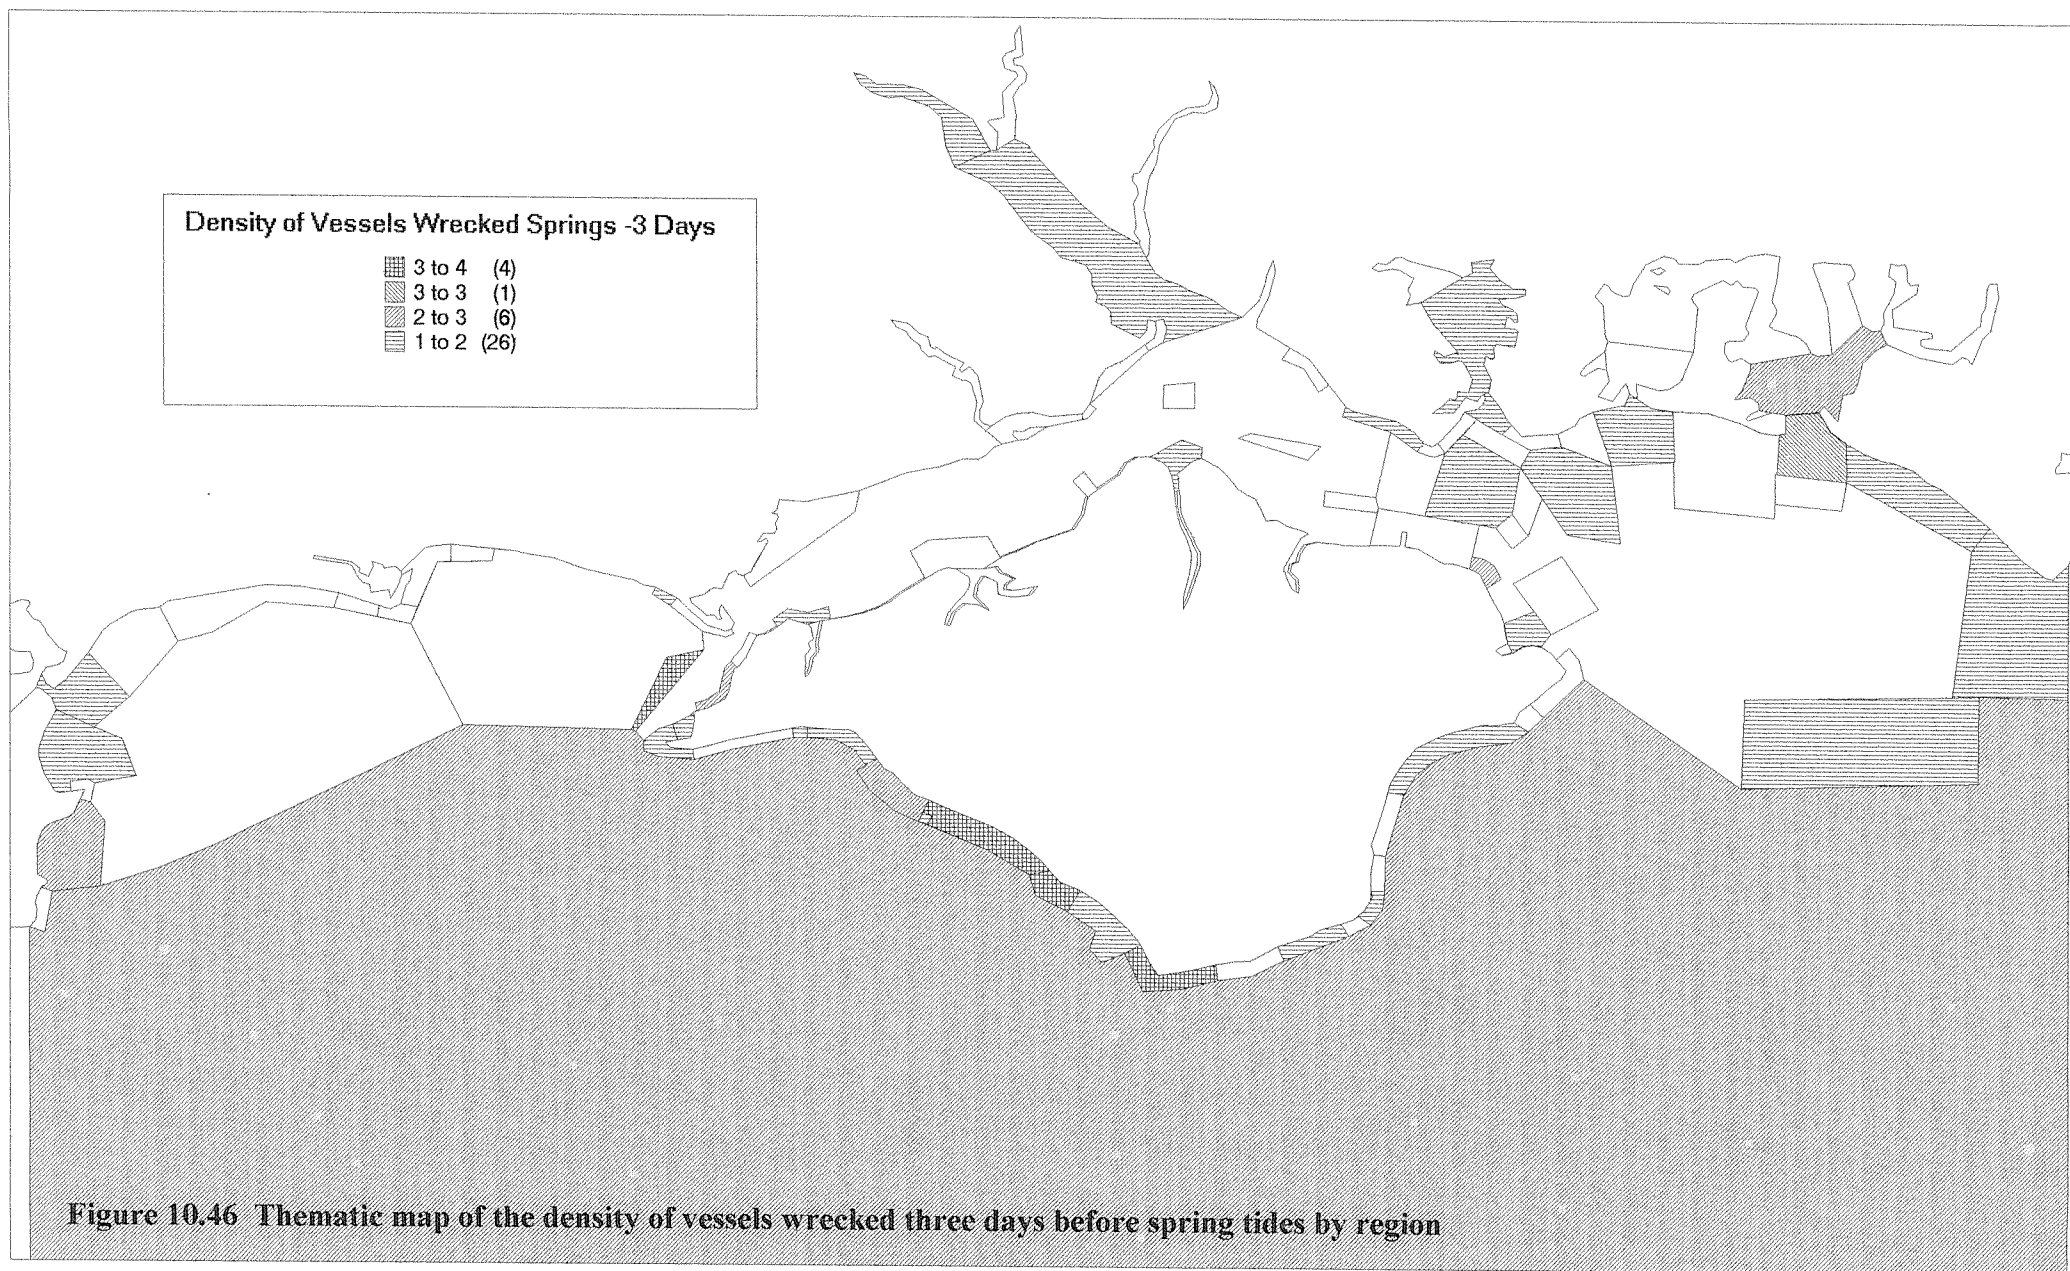 Density of Vessels Wrecked Springs -3 Days
3 to 4 (4)
3 to 3 (1)
2 to 3 (6)
1 to 2 (26)
Figure 10.46 Thematic map of the density of vessels wrecked three days before spring tides by region